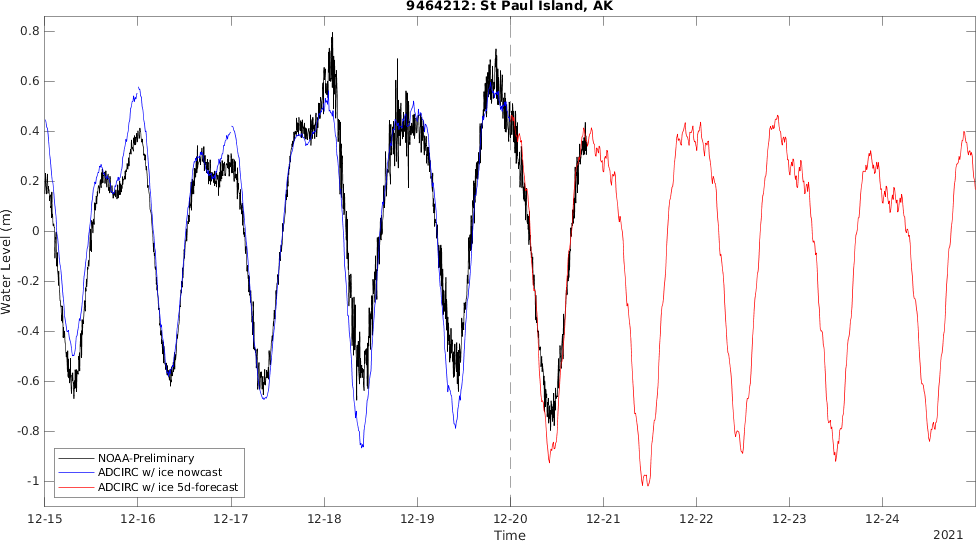 9464212: St Paul Island, AK
0.8
0.6
0.4
0.2
0
-0.2
-0.4
-0.6
-0.8
-1
Water Level (m)
NOAA-Preliminary
ADCIRC w/ ice nowcast
ADCIRC w/ ice 5d-forecast
12-15 12-16 12-17 12-18 12-19 12-20 12-21 12-22 12-23 12-24
Time
2021